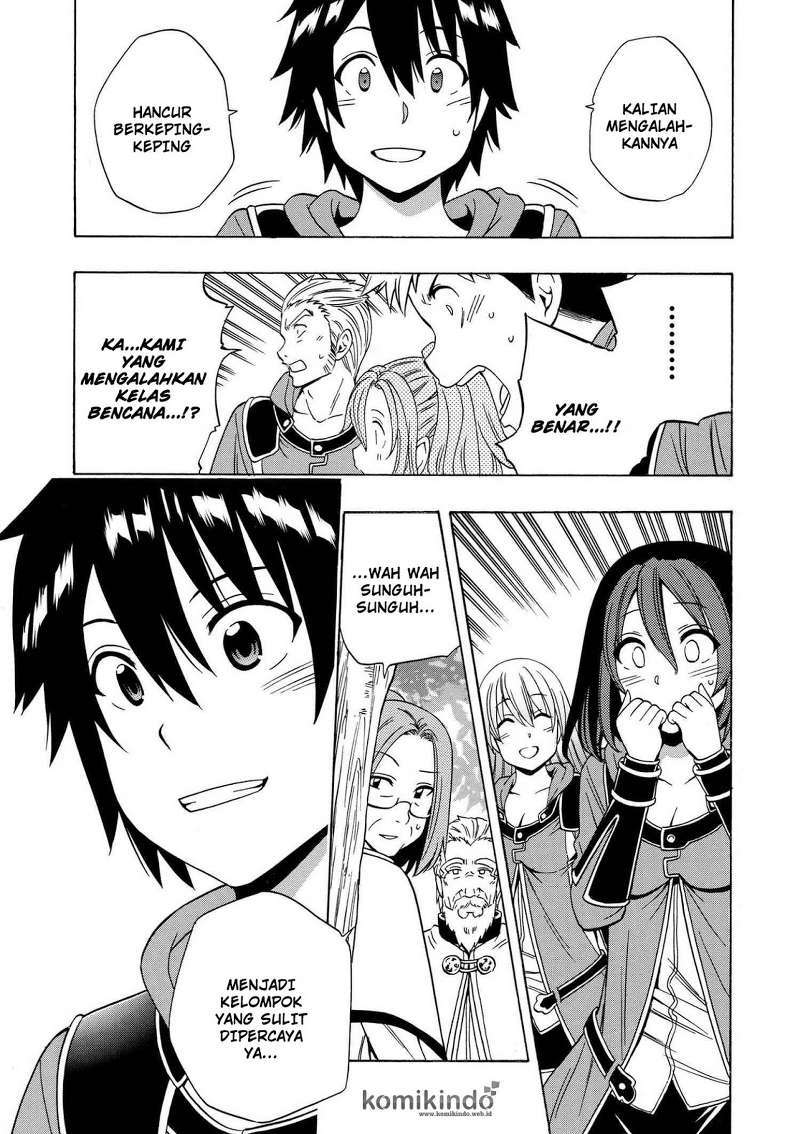 KALIAN
MENGALAH-
KANNYA
HANCUR
BERKEPING-
KEPING
........
YANG
BENAR...!!
KA...KAMI
YANG
MENGALAHKAN
KELAS
BENCANA...!?
...WAH WAH
SUNGUH-
SUNGUH...
MENJADI
KELOMPOK
YANG SULIT
DIPERCAYA
YA...
komikindo
www.komikindo.web.id